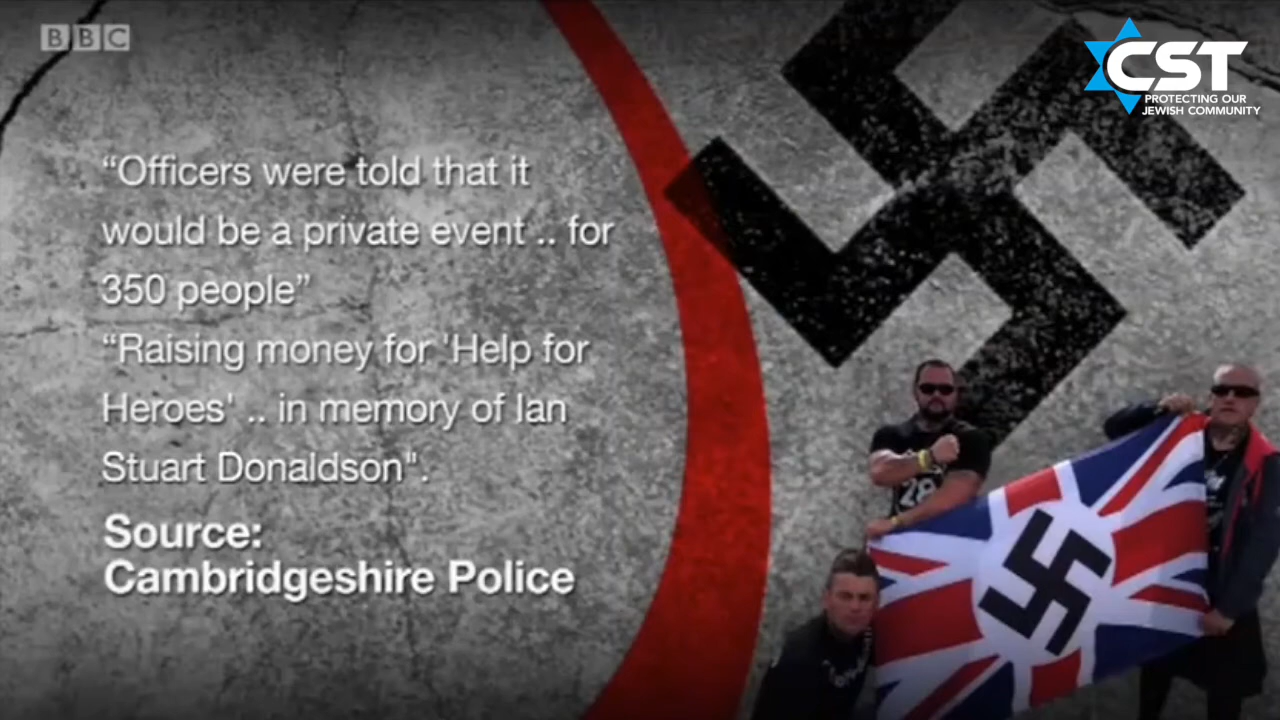 BBC
CST
PROTECTING OUR
JEWISH COMMUNITY
“Officers were told that it
would be a private event .. for
350 people”
“Raising money for 'Help for
Heroes' .. in memory of Ian
Stuart Donaldson".
Source:
Cambridgeshire Police
28